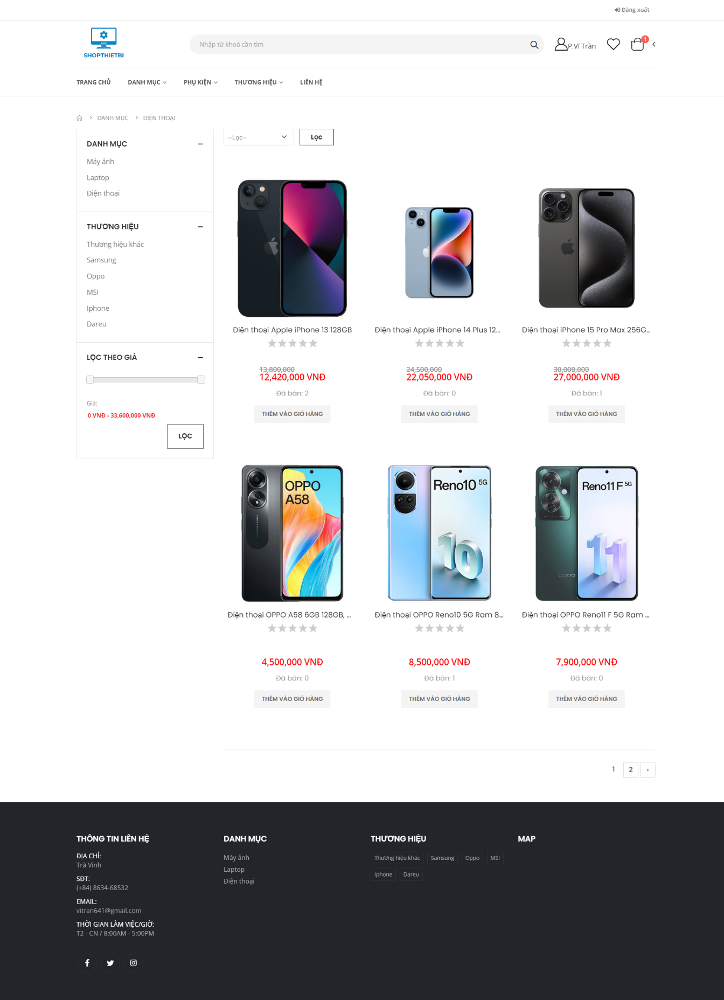 Đăng xuất
SHOPTHIETBI
Nhập từ khoá cần tìm
P.Vĩ Trần
1
TRANG CHỦ DANH MỤC PHỤ KIỆN THƯƠNG HIỆU LIÊN HỆ
DANH MỤC ĐIỆN THOẠI
DANH MỤC
Máy ảnh
Laptop
Điện thoại
THƯƠNG HIỆU
Thương hiệu khác
Samsung
Oppo
MSI
Iphone
Dareu
LỌC THEO GIÁ
Giá:
0 VNĐ - 33,600,000 VNĐ
LỌC
--Lọc--
Lọc
Điện thoại Apple iPhone 13 128GB
13,800,000
12,420,000 VNĐ
Đã bán: 2
THÊM VÀO GIỎ HÀNG
Điện thoại Apple iPhone 14 Plus 12...
24,500,000
22,050,000 VNĐ
Đã bán: 0
THÊM VÀO GIỎ HÀNG
Điện thoại iPhone 15 Pro Max 256G...
30,000,000
27,000,000 VNĐ
Đã bán: 1
THÊM VÀO GIỎ HÀNG
OPPO
A58
Điện thoại OPPO A58 6GB 128GB, ...
4,500,000 VNĐ
Đã bán: 0
THÊM VÀO GIỎ HÀNG
Reno10 5G
10
Điện thoại OPPO Reno10 5G Ram 8...
8,500,000 VNĐ
Đã bán: 1
THÊM VÀO GIỎ HÀNG
Reno11 F 5G
11
oppo
Điện thoại OPPO Reno11 F 5G Ram ...
7,900,000 VNĐ
Đã bán: 0
THÊM VÀO GIỎ HÀNG
1 2 ›
THÔNG TIN LIÊN HỆ
ĐỊA CHỈ:
Trà Vinh
SĐT:
(+84) 8634-68532
EMAIL:
vitran641@gmail.com
THỜI GIAN LÀM VIỆC/GIỜ:
T2 - CN / 8:00AM - 5:00PM
DANH MỤC
Máy ảnh
Laptop
Điện thoại
THƯƠNG HIỆU
Thương hiệu khác Samsung Oppo MSI
Iphone Dareu
MAP